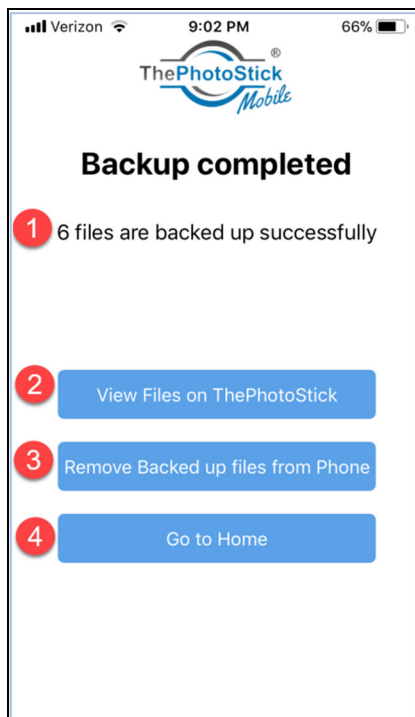 Verizon 9:02 PM 66%
®
ThePhotoStick
Mobile
Backup completed
1 6 files are backed up successfully
2 View Files on ThePhotoStick
3 Remove Backed up files from Phone
4 Go to Home